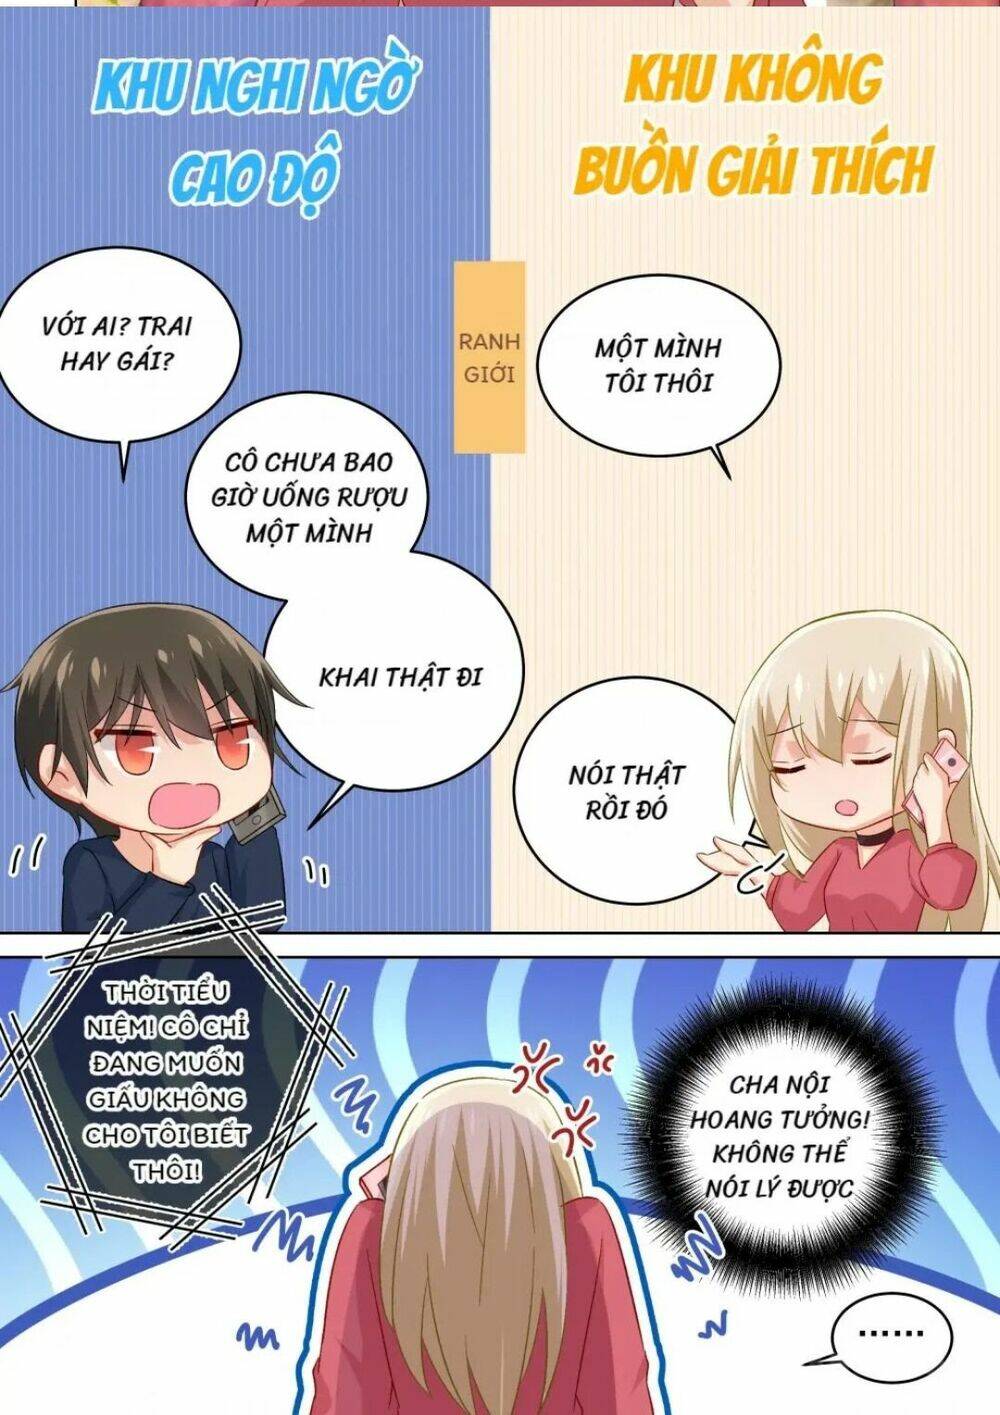 KHU NGHI NGỜ
CAO ĐỘ
KHU KHÔNG
BUỒN GIẢI THÍCH
VỚI AI? TRAI
HAY GÁI?
RANH
GIỚI
MỘT MÌNH
TÔI THÔI
CÔ CHƯA BAO
GIỜ UỐNG RƯỢU
MỘT MÌNH
KHAI THẬT ĐI
NÓI THẬT
RỒI ĐÓ
THỜI TIỂU
NIỆM! CÔ CHỈ
ĐANG MUỐN
GIẤU KHÔNG
CHO TÔI BIẾT
THÔI!
CHA NỘI
HOANG TƯỞNG!
KHÔNG THỂ
NÓI LÝ ĐƯỢC
......